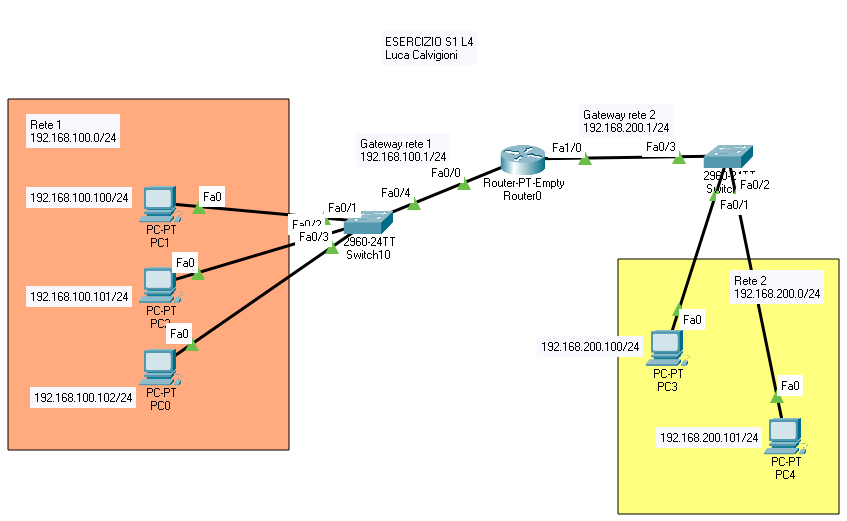 ESERCIZIO S1 L4
Luca Calvigioni
Rete 1
192.168.100.0/24
Gateway rete 1
192.168.100.1/24
Gateway rete 2
192.168.200.1/24
Fa0/0
Fa1/0
Fa0/3
Router-PT-Empty
Router0
2960-24TT
Fa0/2
Fa0/1
192.168.100.100/24
Fa0
PC-PT
PC1
Fa0/1
Fa0/4
Fa0/2
Fa0/3
2960-24TT
Switch10
192.168.100.101/24
Fa0
PC-PT
Fa0
192.168.100.102/24
PC-PT
PC0
Rete 2
192.168.200.0/24
192.168.200.100/24
Fa0
PC-PT
PC3
Fa0
192.168.200.101/24
PC-PT
PC4